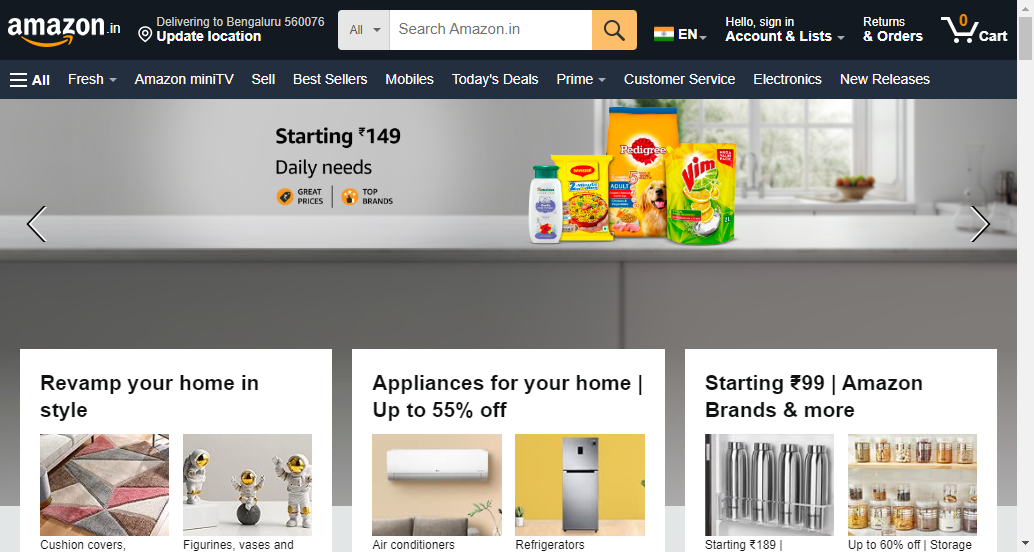 amazon.in
Delivering to Bengaluru 560076
Update location
All
Search Amazon.in
EN
Hello, sign in
Account & Lists
Returns
& Orders
0
Cart
All
Fresh
Amazon miniTV
Sell
Best Sellers
Mobiles
Today's Deals
Prime
Customer Service
Electronics
New Releases
Starting ₹149
Daily needs
GREAT
PRICES
TOP
BRANDS
Pedigree
ADULT
Vim
Revamp your home in
style
Appliances for your home |
Up to 55% off
Starting ₹99 | Amazon
Brands & more
Cushion covers,
Figurines, vases and
Air conditioners
Refrigerators
Starting ₹189 |
Up to 60% off | Storage